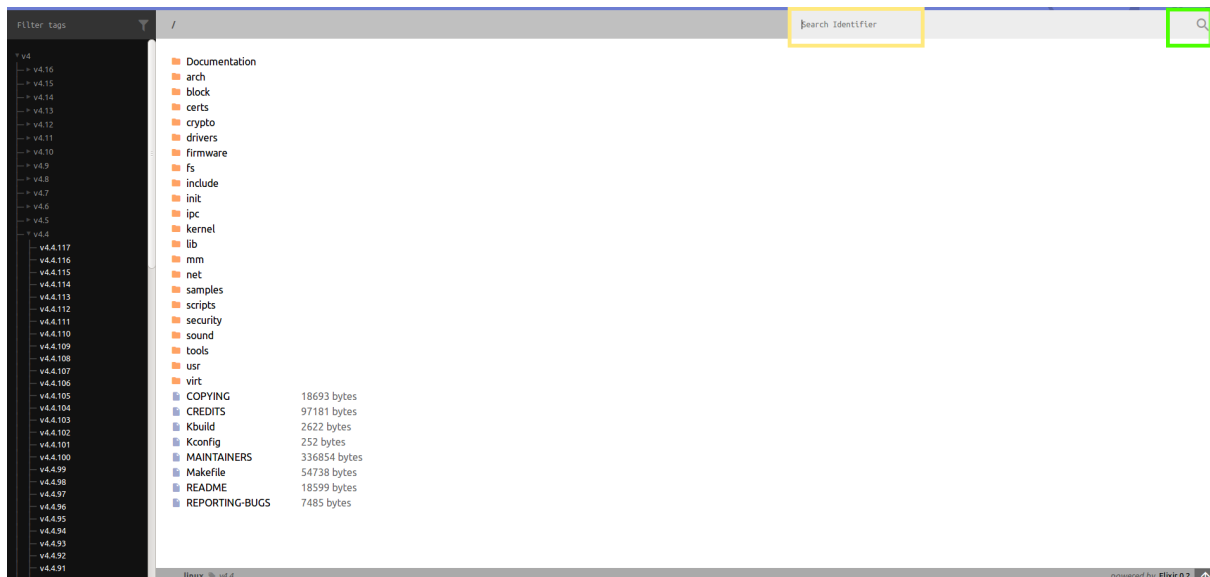 Filter tags
/
Search Identifier
v4
v4.16
v4.15
v4.14
v4.13
v4.12
v4.11
v4.10
v4.9
v4.8
v4.7
v4.6
v4.5
v4.4
v4.4.117
v4.4.116
v4.4.115
v4.4.114
v4.4.113
v4.4.112
v4.4.111
v4.4.110
v4.4.109
v4.4.108
v4.4.107
v4.4.106
v4.4.105
v4.4.104
v4.4.103
v4.4.102
v4.4.101
v4.4.100
v4.4.99
v4.4.98
v4.4.97
v4.4.96
v4.4.95
v4.4.94
v4.4.93
v4.4.92
v4.4.91
Documentation
arch
block
certs
crypto
drivers
firmware
fs
include
init
ipc
kernel
lib
mm
net
samples
scripts
security
sound
tools
usr
virt
COPYING 18693 bytes
CREDITS 97181 bytes
Kbuild 2622 bytes
Kconfig 252 bytes
MAINTAINERS 336854 bytes
Makefile 54738 bytes
README 18599 bytes
REPORTING-BUGS 7485 bytes
linux v4.4
powered by Elixir 0.2